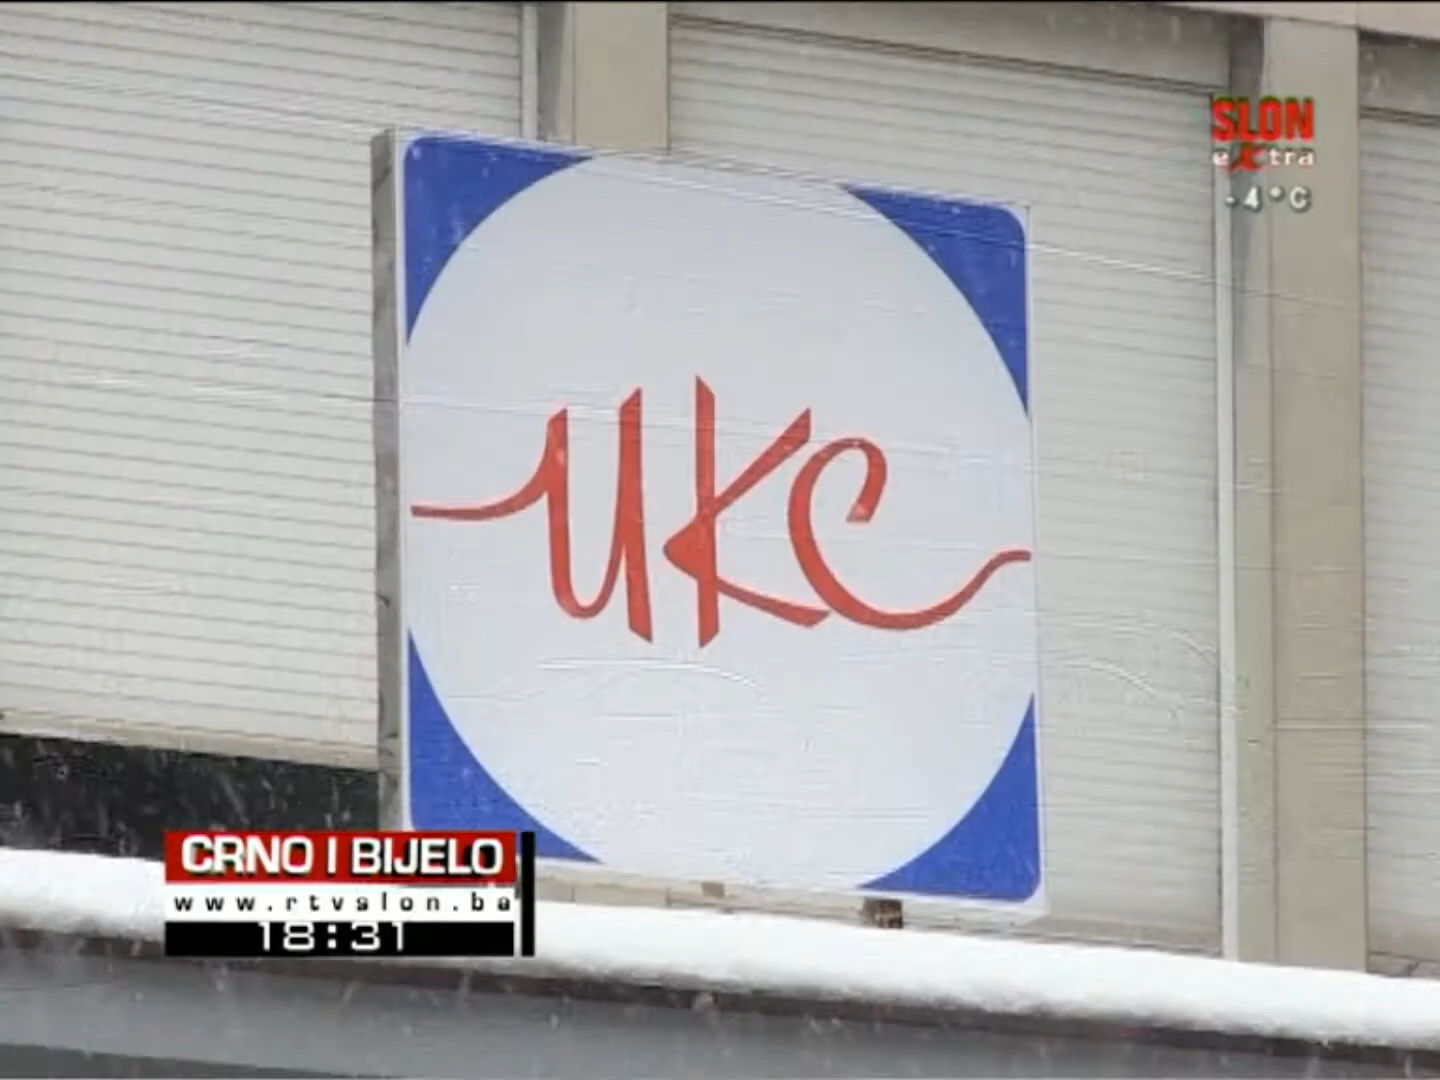 SLON
extra
-4°C
UKC
CRNO I BIJELO
www.rtvslon.ba
18:31